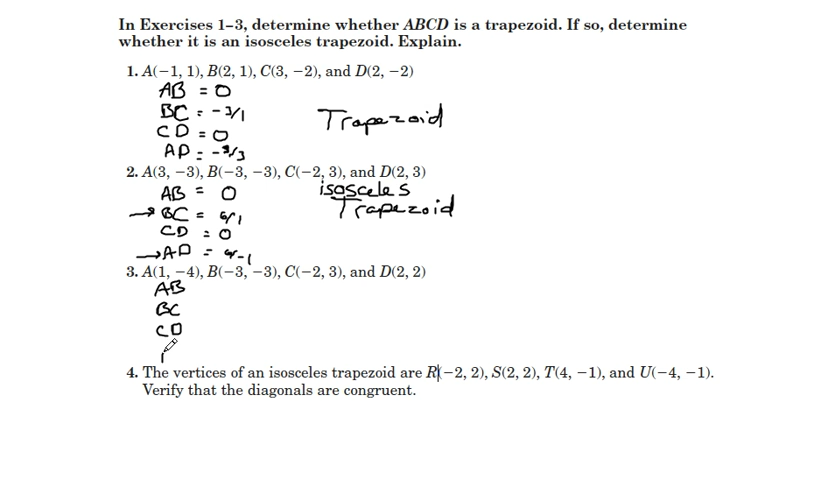 In Exercises 1–3, determine whether ABCD is a trapezoid. If so, determine
whether it is an isosceles trapezoid. Explain.
1. A(−1, 1), B(2, 1), C(3, −2), and D(2, −2)
AB = 0
BC = -3/1
CD = 0
AD = -3/3
Trapezoid
2. A(3, −3), B(−3, −3), C(−2, 3), and D(2, 3)
AB = 0
→BC = 6/1
CD = 0
→AD = 6/-1
isosceles
Trapezoid
3. A(1, −4), B(−3, −3), C(−2, 3), and D(2, 2)
AB
BC
CD
4. The vertices of an isosceles trapezoid are R(−2, 2), S(2, 2), T(4, −1), and U(−4, −1).
Verify that the diagonals are congruent.